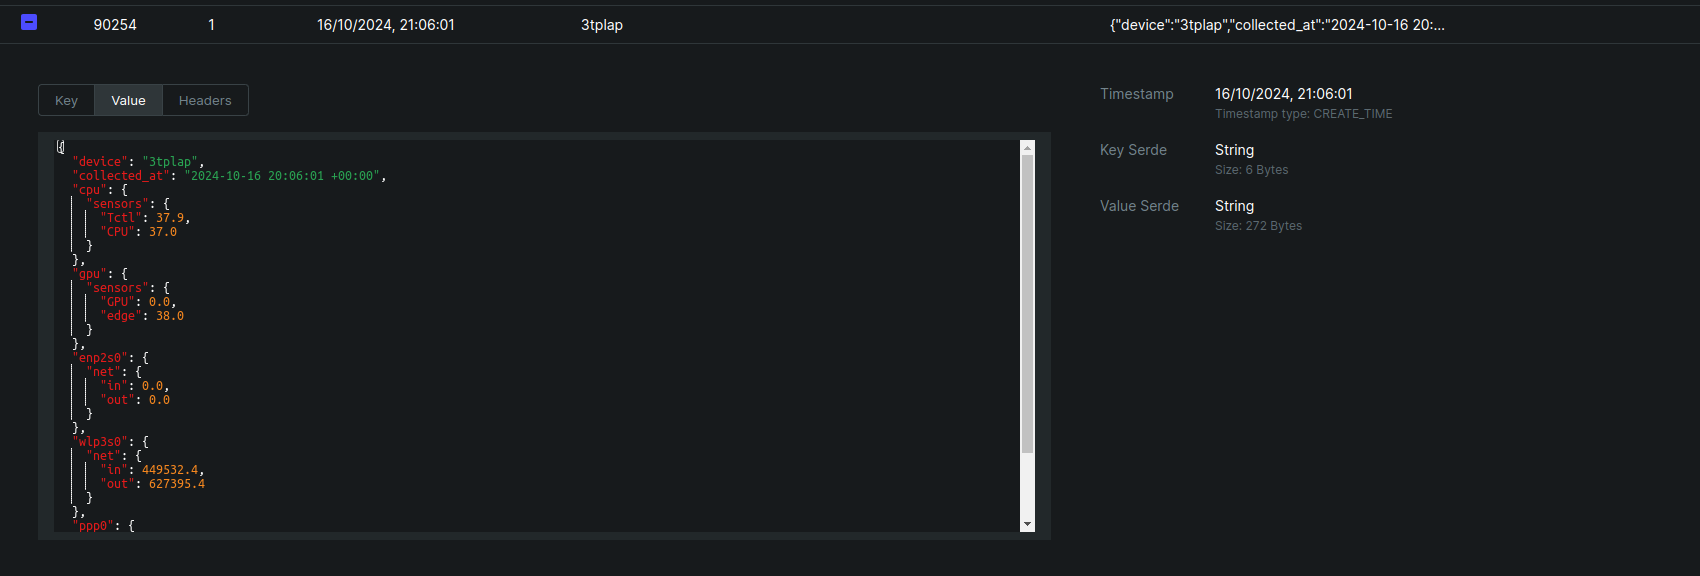 90254 1 16/10/2024, 21:06:01 3tplap {"device":"3tplap","collected_at":"2024-10-16 20:...
Key Value Headers
{
"device": "3tplap",
"collected_at": "2024-10-16 20:06:01 +00:00",
"cpu": {
"sensors": {
"Tctl": 37.9,
"CPU": 37.0
}
},
"gpu": {
"sensors": {
"GPU": 0.0,
"edge": 38.0
}
},
"enp2s0": {
"net": {
"in": 0.0,
"out": 0.0
}
},
"wlp3s0": {
"net": {
"in": 449532.4,
"out": 627395.4
}
},
"ppp0": {
Timestamp 16/10/2024, 21:06:01
Timestamp type: CREATE_TIME
Key Serde String
Size: 6 Bytes
Value Serde String
Size: 272 Bytes